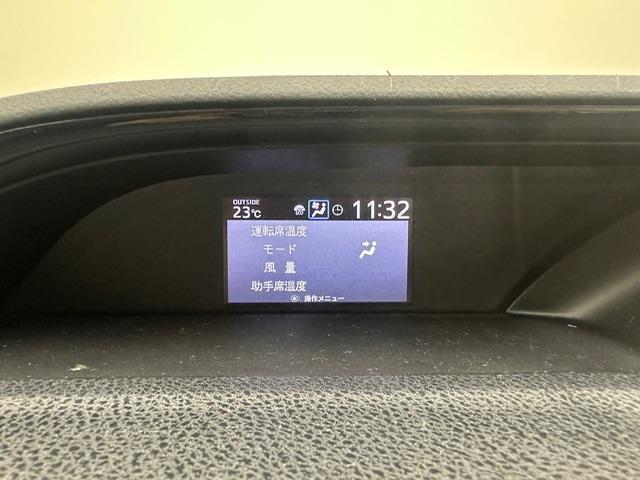 OUTSIDE
23℃ 11:32
運転席温度
モード
風量
助手席温度
⦿: 操作メニュー